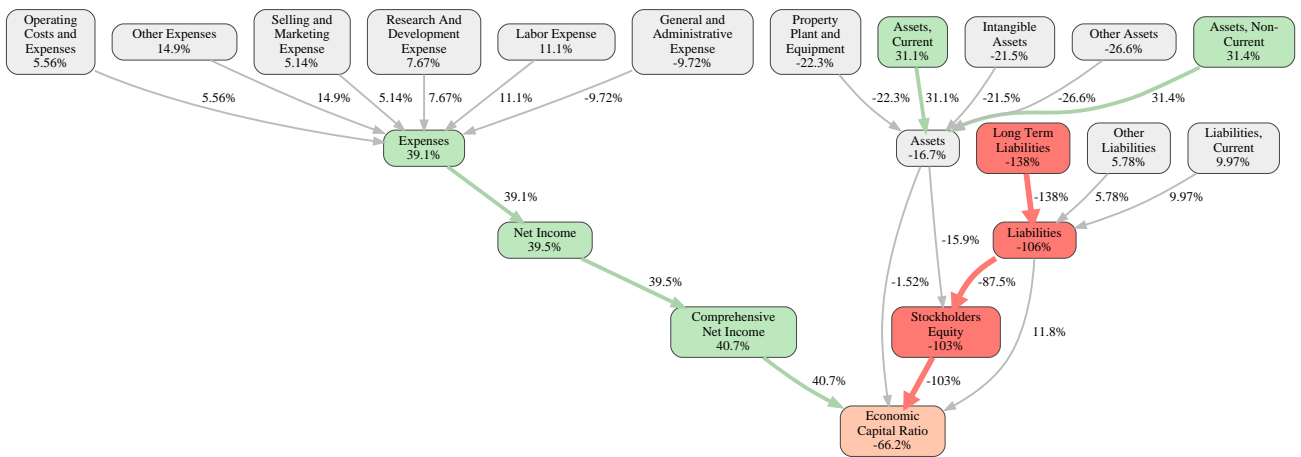 Operating
Costs and
Expenses
5.56%
Other Expenses
14.9%
Selling and
Marketing
Expense
5.14%
Research And
Development
Expense
7.67%
Labor Expense
11.1%
General and
Administrative
Expense
-9.72%
Property
Plant and
Equipment
-22.3%
Assets,
Current
31.1%
Intangible
Assets
-21.5%
Other Assets
-26.6%
Assets, Non-
Current
31.4%
5.56%
14.9%
5.14%
7.67%
11.1%
-9.72%
-22.3%
31.1%
-21.5%
-26.6%
31.4%
Expenses
39.1%
Assets
-16.7%
Long Term
Liabilities
-138%
Other
Liabilities
5.78%
Liabilities,
Current
9.97%
39.1%
-138%
5.78%
9.97%
Net Income
39.5%
-15.9%
Liabilities
-106%
39.5%
-1.52%
-87.5%
Comprehensive
Net Income
40.7%
Stockholders
Equity
-103%
11.8%
40.7%
-103%
Economic
Capital Ratio
-66.2%